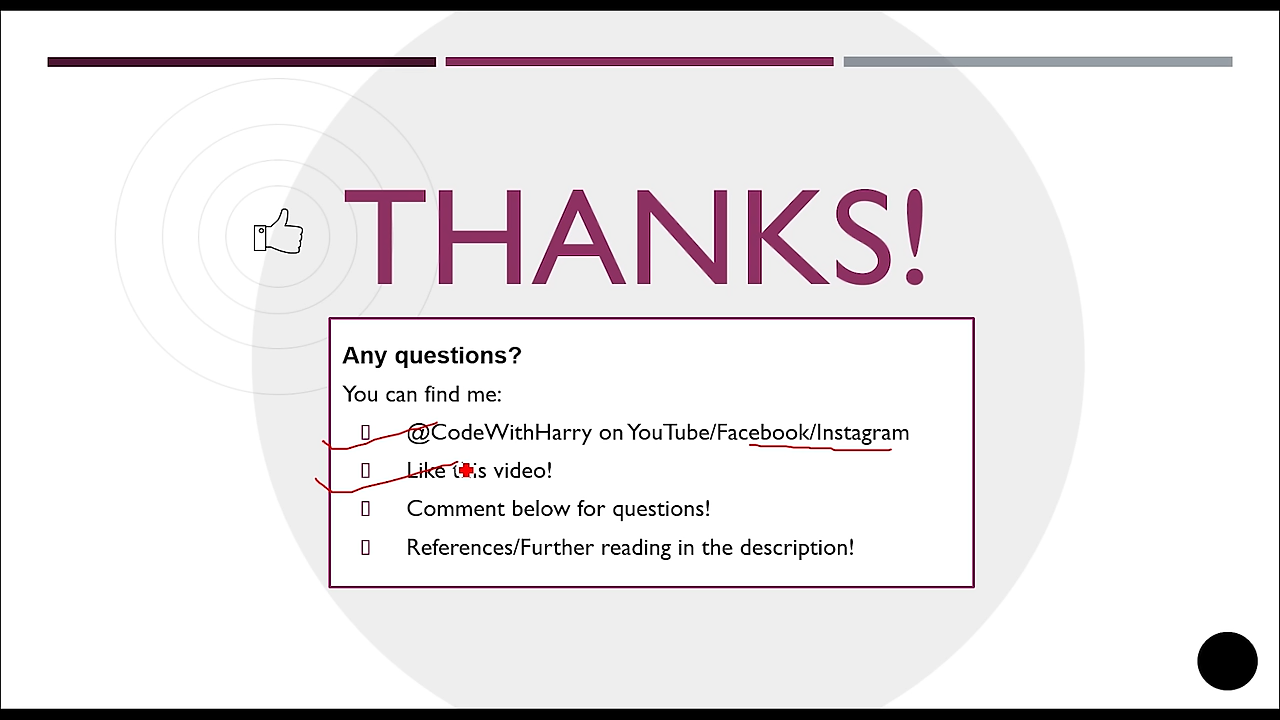 THANKS!
Any questions?
You can find me:
@CodeWithHarry on YouTube/Facebook/Instagram
Like this video!
Comment below for questions!
References/Further reading in the description!